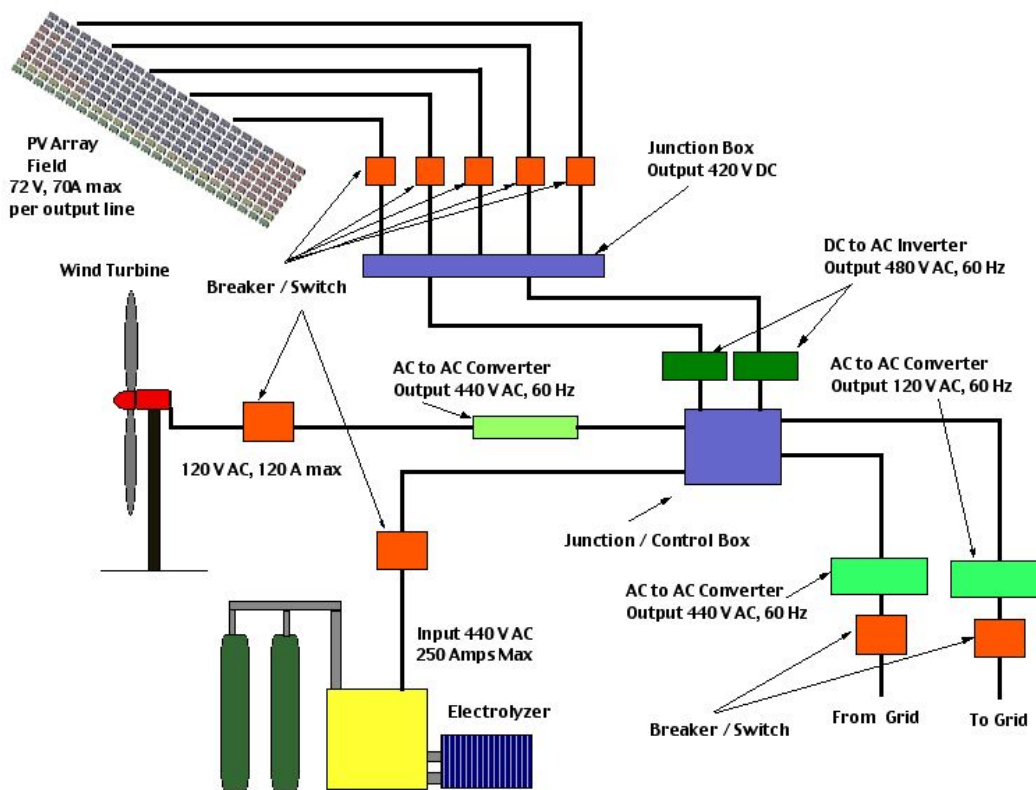 PV Array
Field
72 V, 70A max
per output line
Junction Box
Output 420 V DC
DC to AC Inverter
Output 480 V AC, 60 Hz
Wind Turbine
Breaker / Switch
AC to AC Converter
Output 440 V AC, 60 Hz
AC to AC Converter
Output 120 V AC, 60 Hz
120 V AC, 120 A max
Junction / Control Box
AC to AC Converter
Output 440 V AC, 60 Hz
Input 440 V AC
250 Amps Max
Electrolyzer
Breaker / Switch
From Grid
To Grid